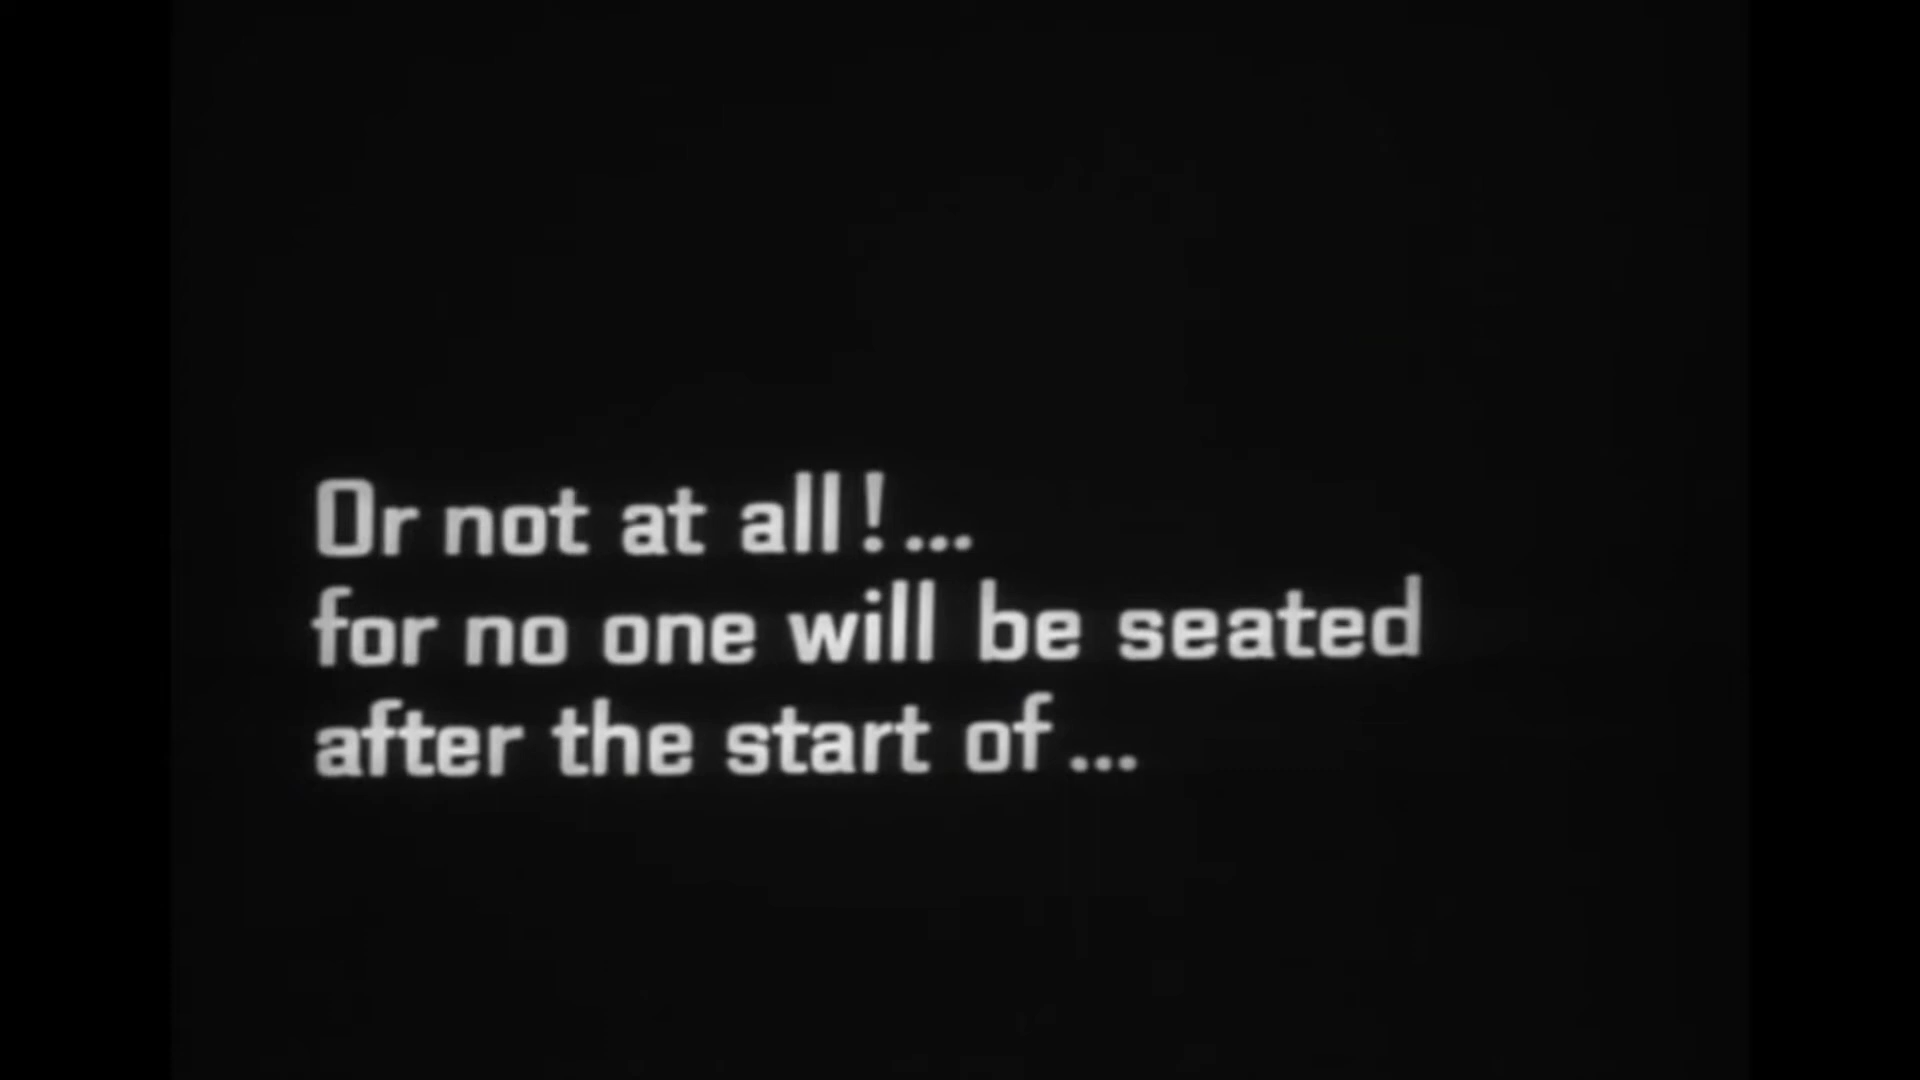 Or not at all!...
for no one will be seated
after the start of...